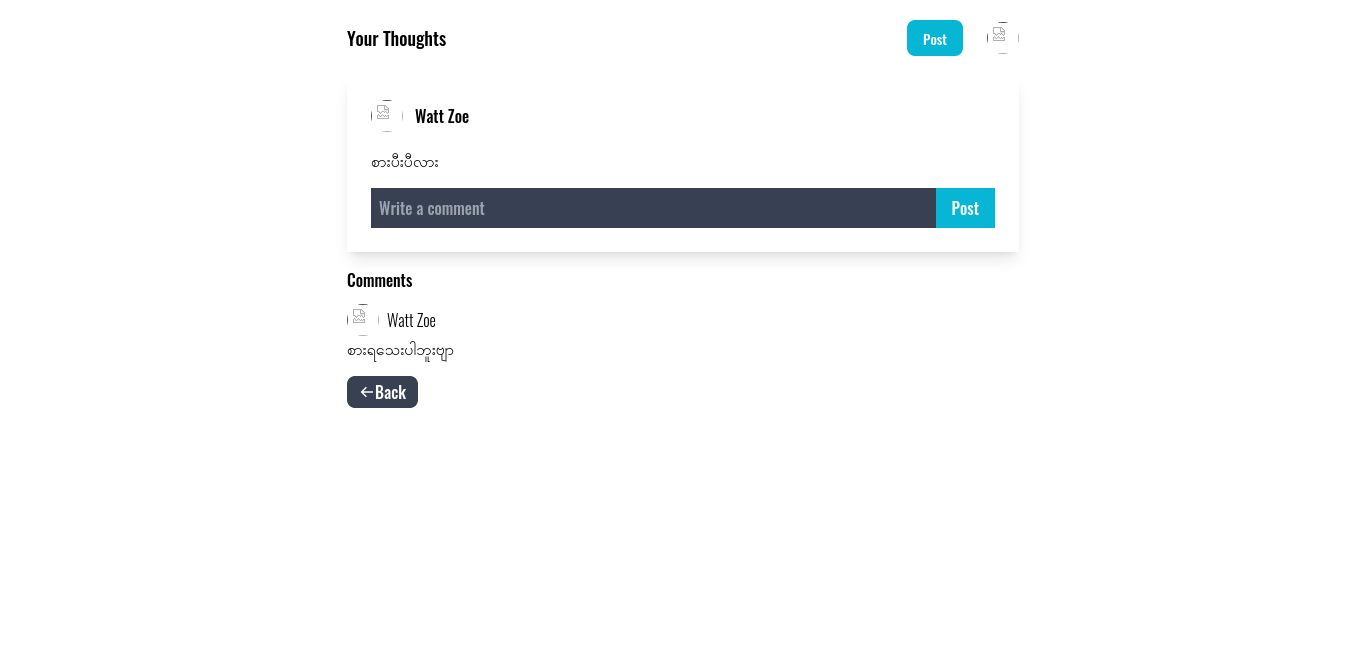 Your Thoughts
Post
Watt Zoe
စားပီးပီလား
Write a comment
Post
Comments
Watt Zoe
စားရသေးပါဘူးဗျာ
←Back